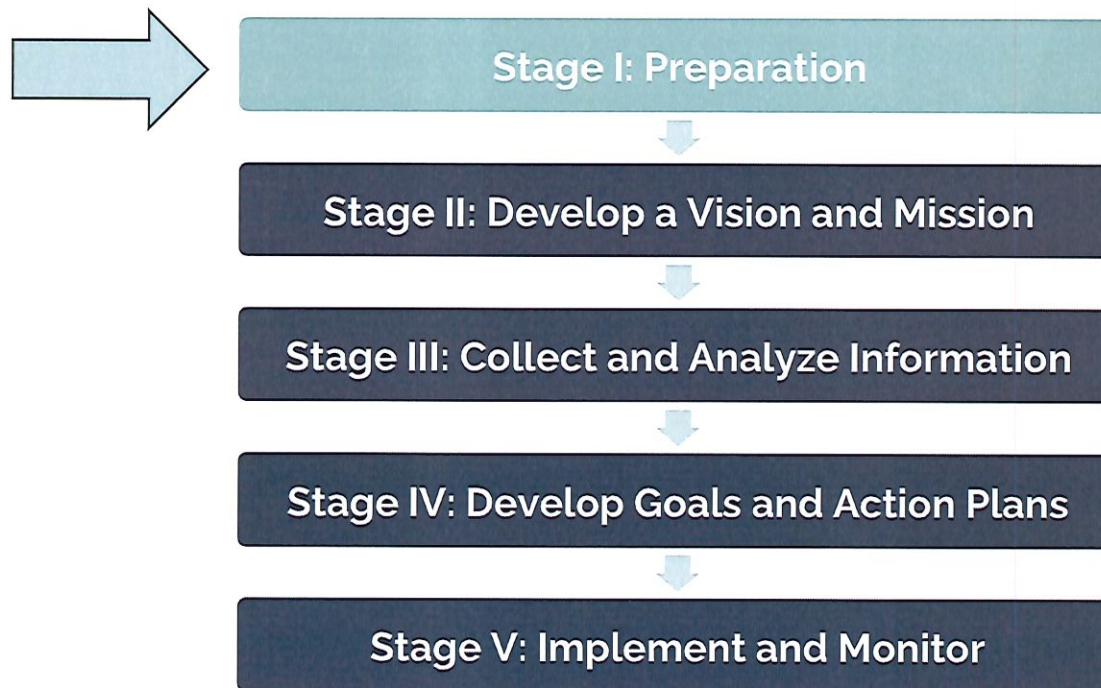 Stage I: Preparation
Stage II: Develop a Vision and Mission
Stage III: Collect and Analyze Information
Stage IV: Develop Goals and Action Plans
Stage V: Implement and Monitor